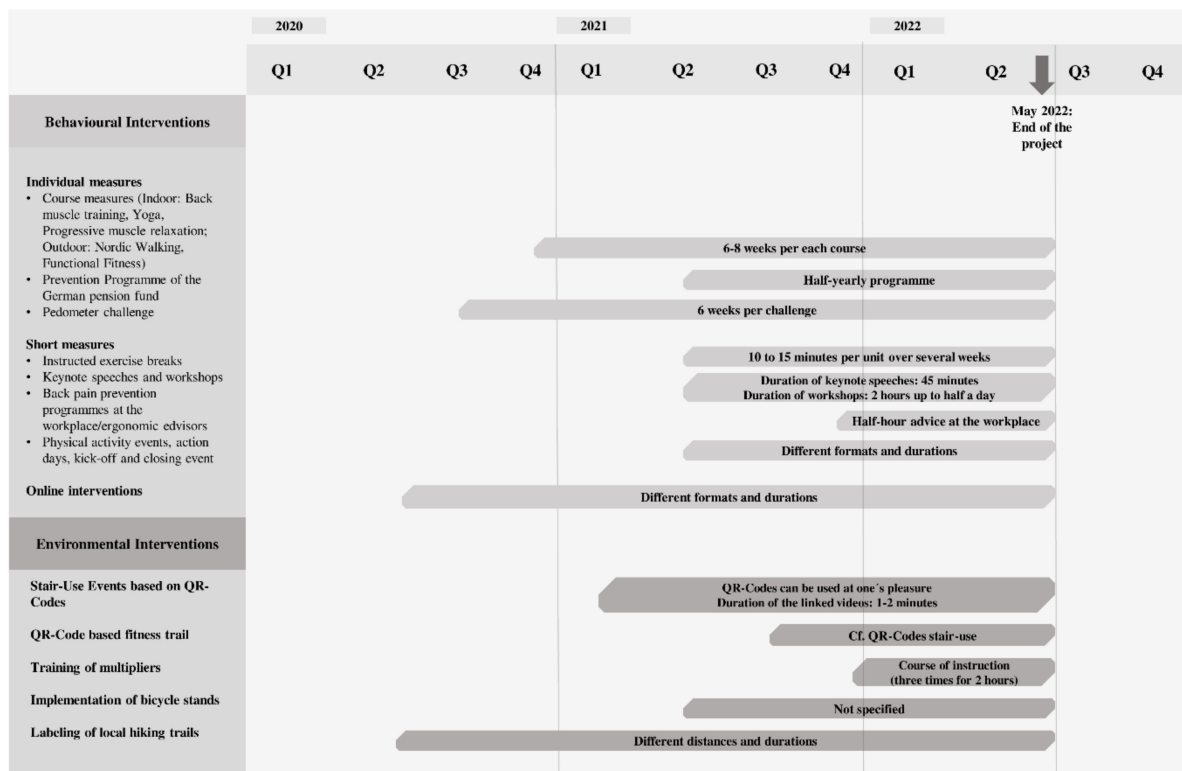 2020 2021 2022
Q1 Q2 Q3 Q4 Q1 Q2 Q3 Q4 Q1 Q2 Q3 Q4
May 2022:
End of the
project
Behavioural Interventions
Individual measures
• Course measures (Indoor: Back
muscle training, Yoga,
Progressive muscle relaxation;
Outdoor: Nordic Walking,
Functional Fitness)
• Prevention Programme of the
German pension fund
• Pedometer challenge
6-8 weeks per each course
Half-yearly programme
6 weeks per challenge
Short measures
• Instructed exercise breaks
• Keynote speeches and workshops
• Back pain prevention
programmes at the
workplace/ergonomic edvisors
• Physical activity events, action
days, kick-off and closing event
10 to 15 minutes per unit over several weeks
Duration of keynote speeches: 45 minutes
Duration of workshops: 2 hours up to half a day
Half-hour advice at the workplace
Different formats and durations
Online interventions
Different formats and durations
Environmental Interventions
Stair-Use Events based on QR-
Codes
QR-Codes can be used at one´s pleasure
Duration of the linked videos: 1-2 minutes
QR-Code based fitness trail
Cf. QR-Codes stair-use
Training of multipliers
Course of instruction
(three times for 2 hours)
Implementation of bicycle stands
Not specified
Labeling of local hiking trails
Different distances and durations